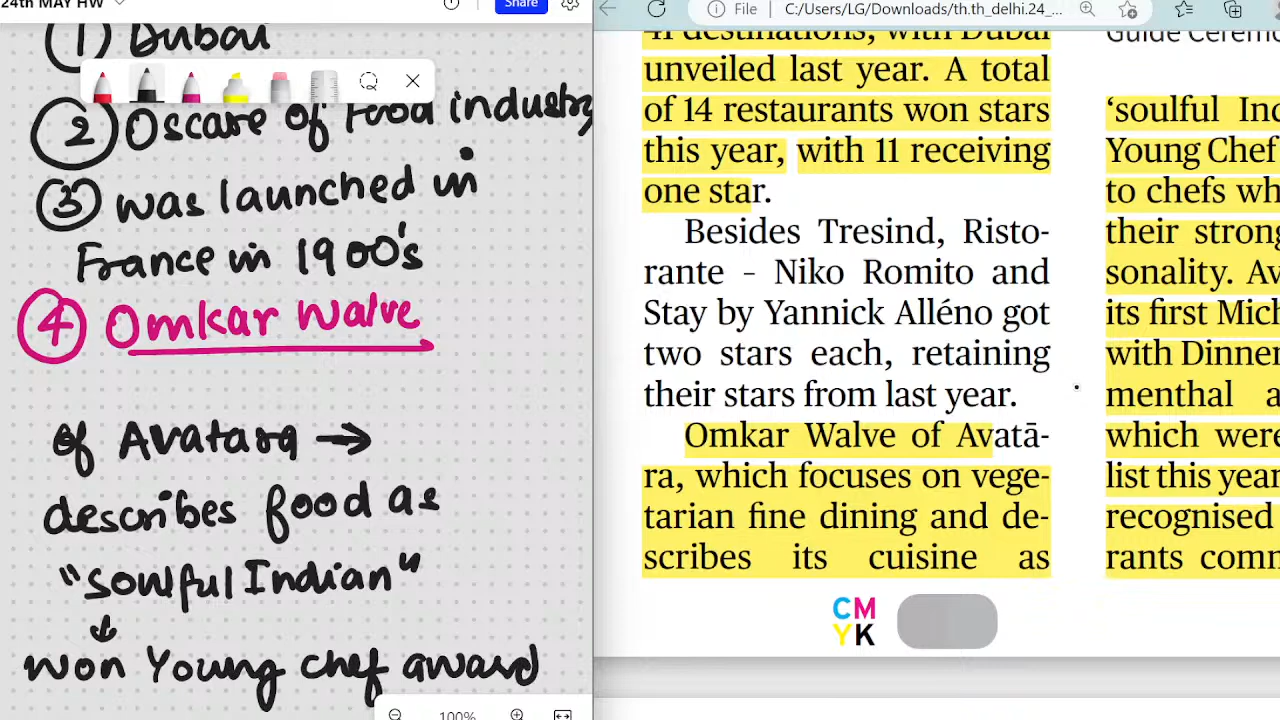 24th MAY HW
Share
① Dubai
② Oscare of Food industry
③ was launched in
France in 1900's
④ Omkar Walve
of Avatara →
describes food as
"soulful Indian"
↓
won Young chef award
100%
File C:/Users/LG/Downloads/th.th_delhi.24_...
41 destinations, with Dubai
unveiled last year. A total
of 14 restaurants won stars
this year, with 11 receiving
one star.
Besides Tresind, Risto-
rante - Niko Romito and
Stay by Yannick Alléno got
two stars each, retaining
their stars from last year.
Omkar Walve of Avatā-
ra, which focuses on vege-
tarian fine dining and de-
scribes its cuisine as
CM
YK
Guide Ceremo
'soulful Ind
Young Chef
to chefs wh
their strong
sonality. Av
its first Mich
with Dinner
menthal a
which were
list this year
recognised
rants comm